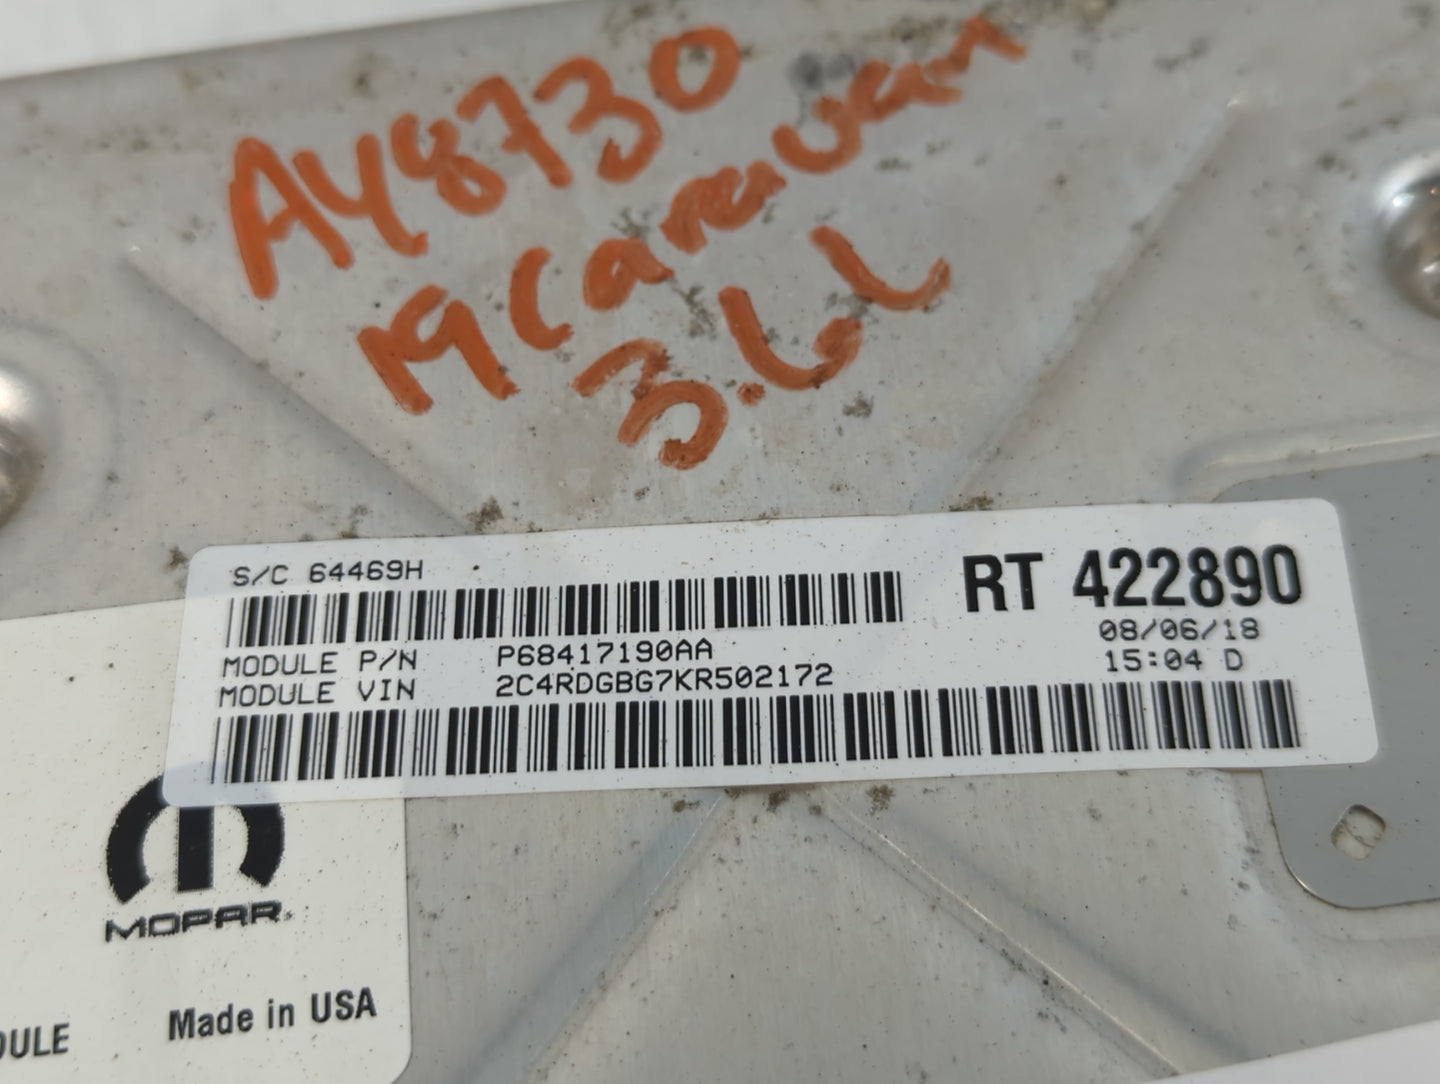 AY8730
19 Caravan
3.6L
S/C 64469H
RT 422890
08/06/18
15:04 D
MODULE P/N P68417190AA
MODULE VIN 2C4RDGBG7KR502172
MOPAR
DULE
Made in USA